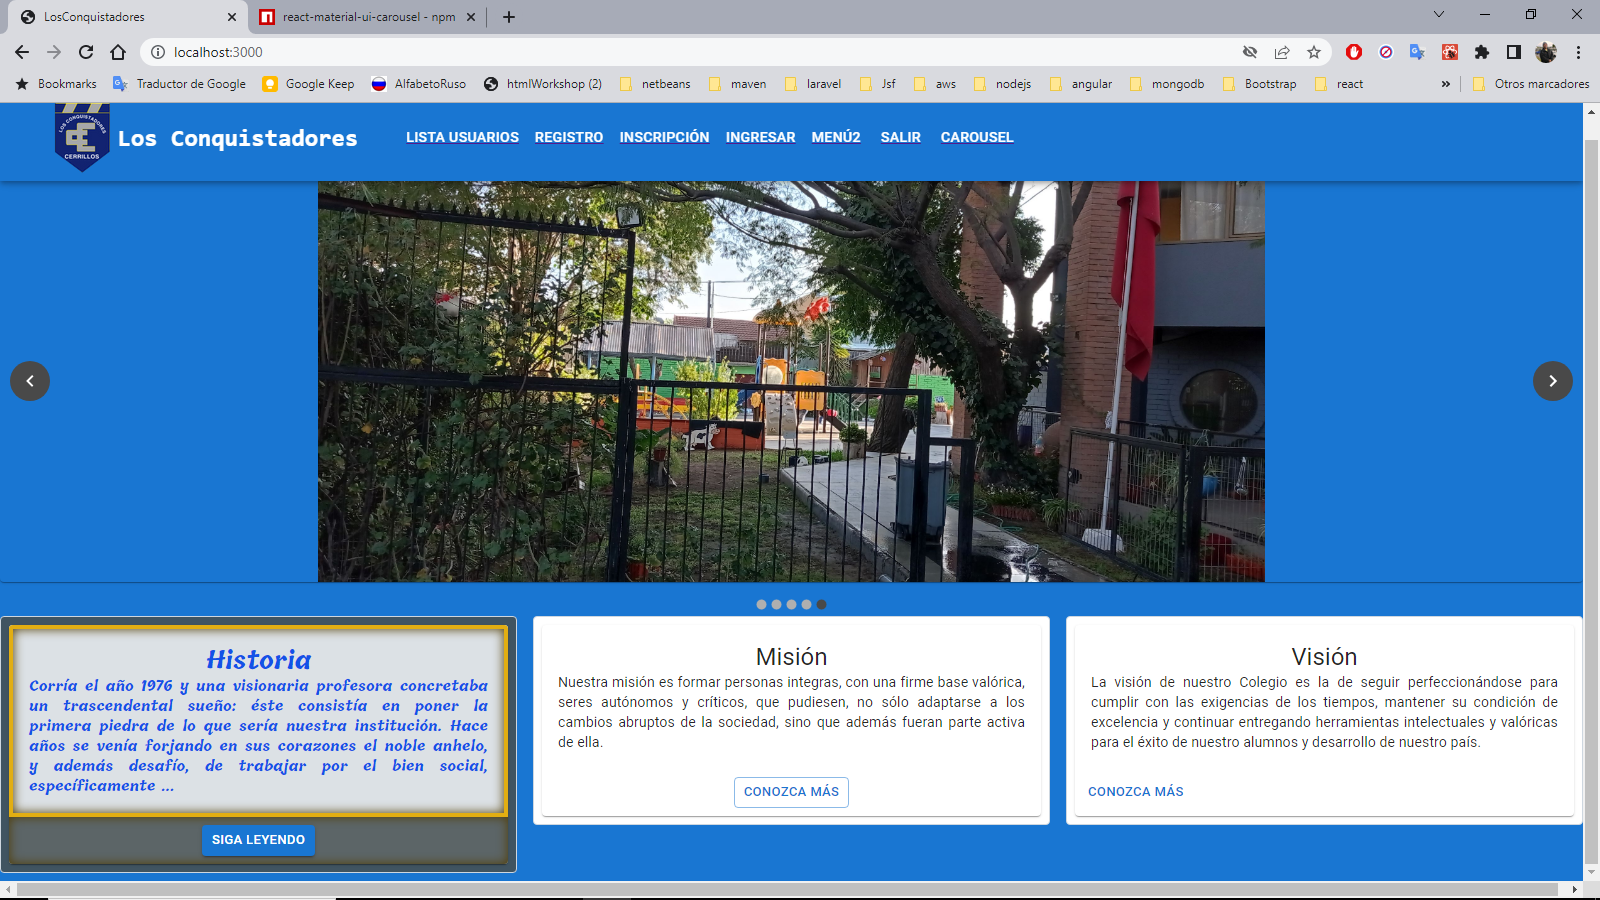 LosConquistadores
react-material-ui-carousel - npm
localhost:3000
Bookmarks
Traductor de Google
Google Keep
AlfabetoRuso
htmlWorkshop (2)
netbeans
maven
laravel
Jsf
aws
nodejs
angular
mongodb
Bootstrap
react
»
Otros marcadores
LOS CONQUISTADORES
CERRILLOS
Los Conquistadores
LISTA USUARIOS
REGISTRO
INSCRIPCIÓN
INGRESAR
MENÚ2
SALIR
CAROUSEL
Historia
Corría el año 1976 y una visionaria profesora concretaba
un trascendental sueño: éste consistía en poner la
primera piedra de lo que sería nuestra institución. Hace
años se venía forjando en sus corazones el noble anhelo,
y además desafío, de trabajar por el bien social,
específicamente ...
SIGA LEYENDO
Misión
Nuestra misión es formar personas integras, con una firme base valórica,
seres autónomos y críticos, que pudiesen, no sólo adaptarse a los
cambios abruptos de la sociedad, sino que además fueran parte activa
de ella.
CONOZCA MÁS
Visión
La visión de nuestro Colegio es la de seguir perfeccionándose para
cumplir con las exigencias de los tiempos, mantener su condición de
excelencia y continuar entregando herramientas intelectuales y valóricas
para el éxito de nuestro alumnos y desarrollo de nuestro país.
CONOZCA MÁS